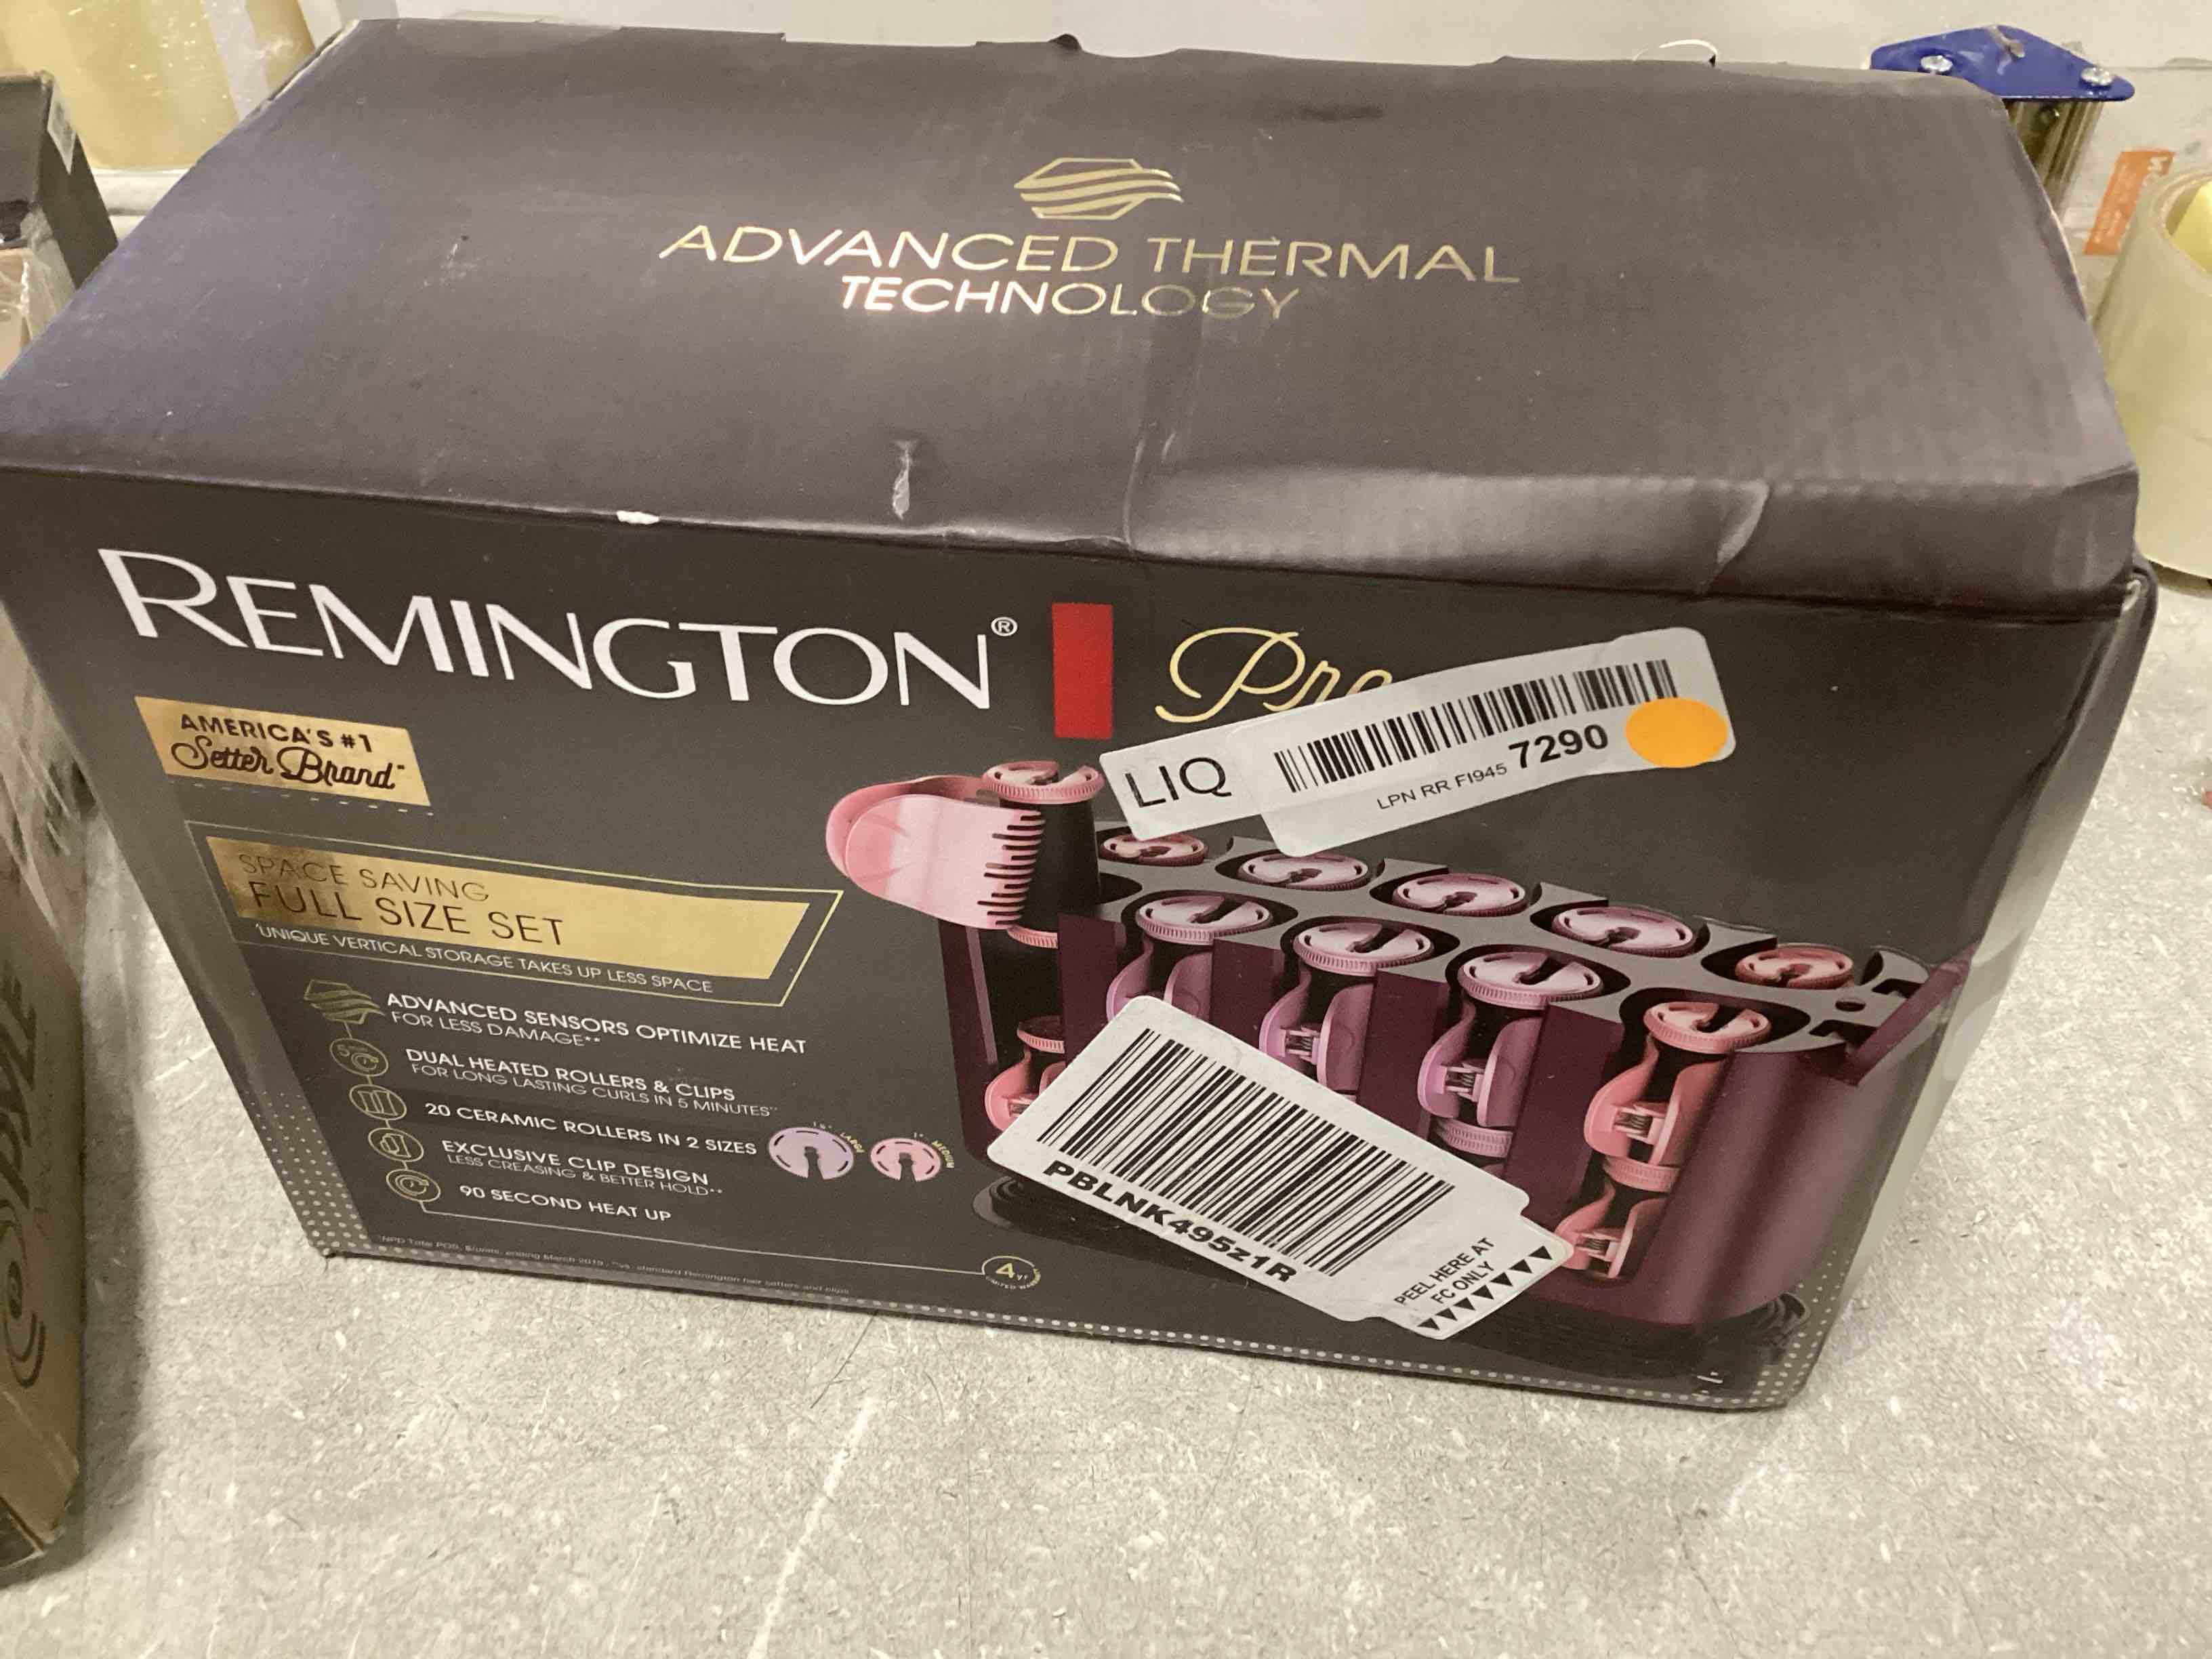 ADVANCED THERMAL
TECHNOLOGY
REMINGTON®
AMERICA'S #1
Setter Brand
LIQ
LPN RR FI945 7290
SPACE SAVING
FULL SIZE SET
UNIQUE VERTICAL STORAGE TAKES UP LESS SPACE
ADVANCED SENSORS OPTIMIZE HEAT
FOR LESS DAMAGE**
DUAL HEATED ROLLERS & CLIPS
FOR LONG LASTING CURLS IN 5 MINUTES
20 CERAMIC ROLLERS IN 2 SIZES
EXCLUSIVE CLIP DESIGN
LESS CREASING & BETTER HOLD**
90 SECOND HEAT UP
PBLNK495z1R
PEEL HERE AT
FC ONLY
4 yr